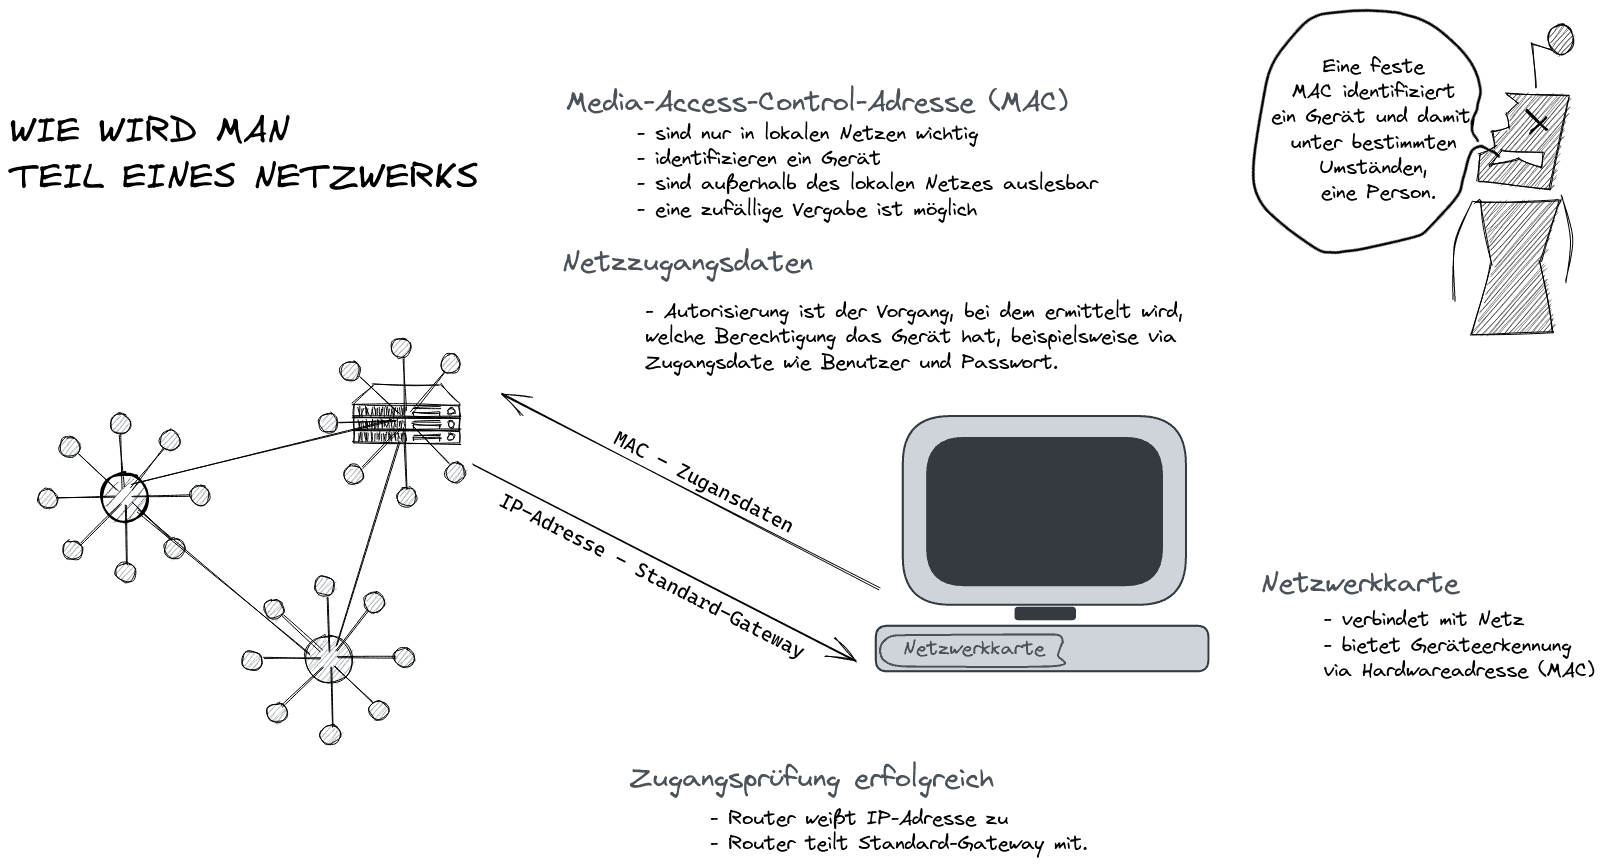 WIE WIRD MAN
TEIL EINES NETZWERKS
Media-Access-Control-Adresse (MAC)
- sind nur in lokalen Netzen wichtig
- identifizieren ein Gerät
- sind außerhalb des lokalen Netzes auslesbar
- eine zufällige Vergabe ist möglich
Eine feste
MAC identifiziert
ein Gerät und damit,
unter bestimmten
Umständen,
eine Person.
Netzzugangsdaten
- Autorisierung ist der Vorgang, bei dem ermittelt wird,
welche Berechtigung das Gerät hat, beispielsweise via
Zugangsdate wie Benutzer und Passwort.
MAC - Zugansdaten
IP-Adresse - Standard-Gateway
Netzwerkkarte
Netzwerkkarte
- verbindet mit Netz
- bietet Geräteerkennung
via Hardwareadresse (MAC)
Zugangsprüfung erfolgreich
- Router weißt IP-Adresse zu
- Router teilt Standard-Gateway mit.